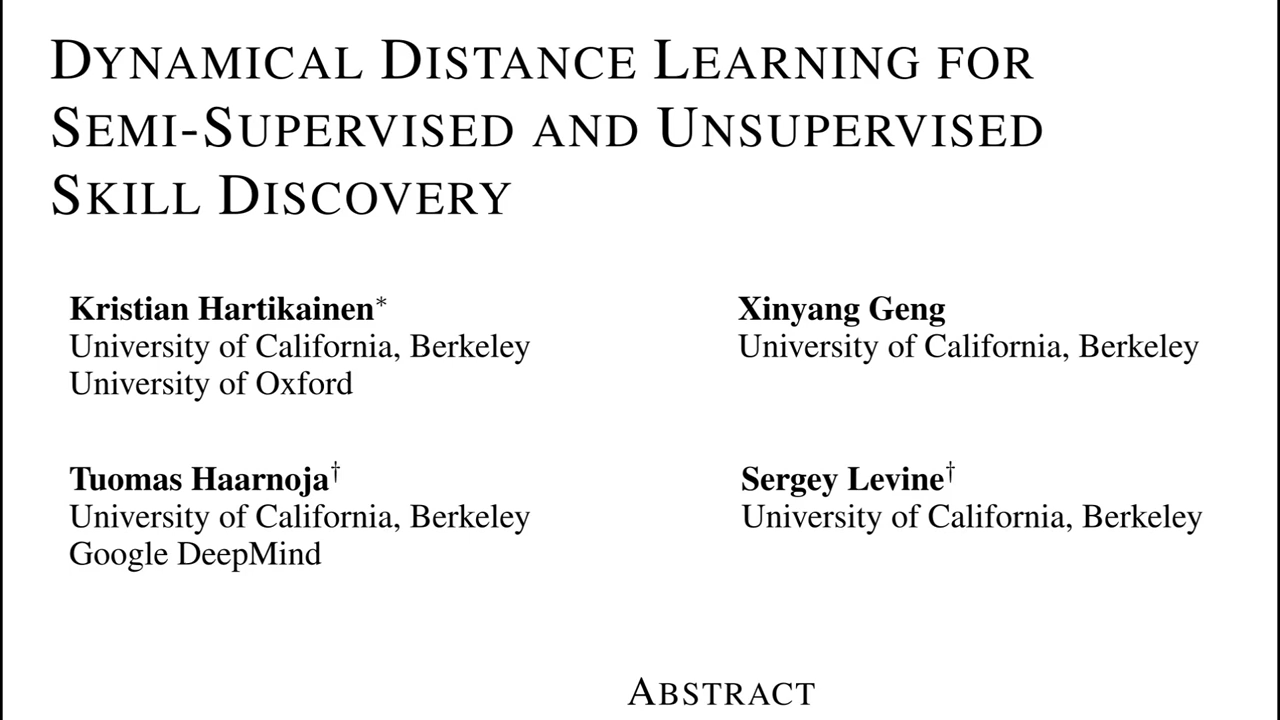 DYNAMICAL DISTANCE LEARNING FOR
SEMI-SUPERVISED AND UNSUPERVISED
SKILL DISCOVERY
Kristian Hartikainen*
University of California, Berkeley
University of Oxford
Xinyang Geng
University of California, Berkeley
Tuomas Haarnoja†
University of California, Berkeley
Google DeepMind
Sergey Levine†
University of California, Berkeley
ABSTRACT